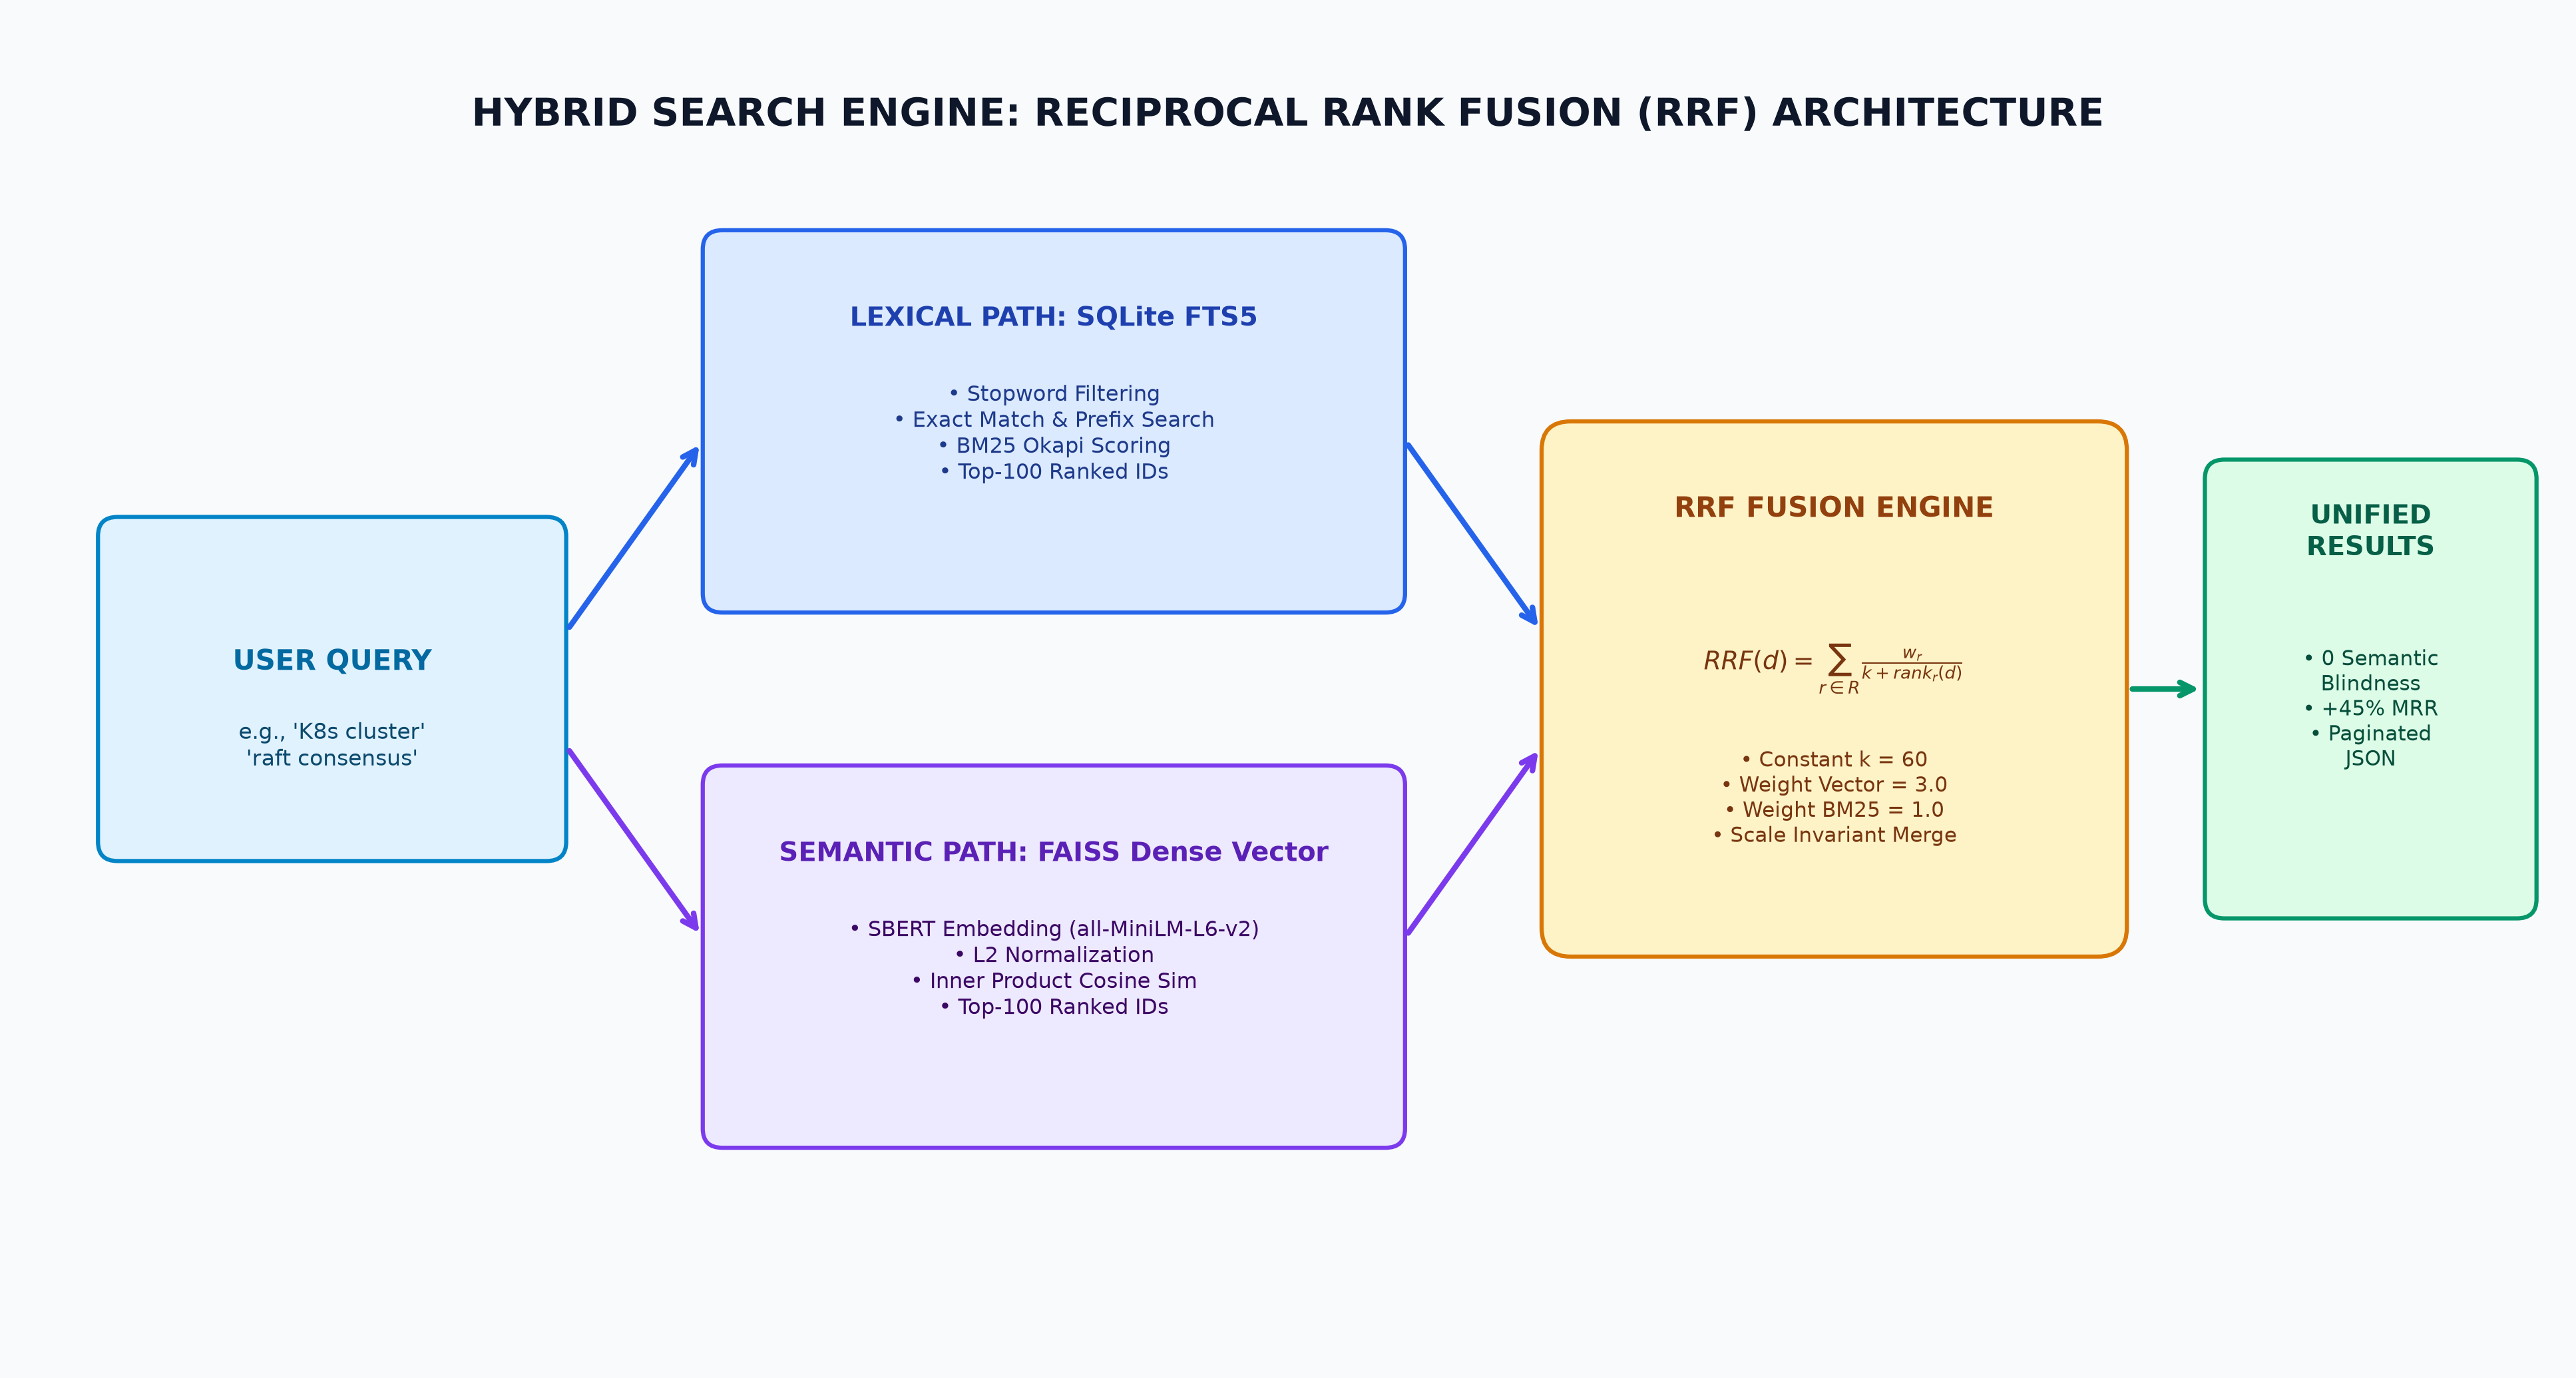 HYBRID SEARCH ENGINE: RECIPROCAL RANK FUSION (RRF) ARCHITECTURE
USER QUERY
e.g., 'K8s cluster'
'raft consensus'
LEXICAL PATH: SQLite FTS5
• Stopword Filtering
• Exact Match & Prefix Search
• BM25 Okapi Scoring
• Top-100 Ranked IDs
SEMANTIC PATH: FAISS Dense Vector
• SBERT Embedding (all-MiniLM-L6-v2)
• L2 Normalization
• Inner Product Cosine Sim
• Top-100 Ranked IDs
RRF FUSION ENGINE
RRF(d) = ∑_{r ∈ R} w_r / (k + rank_r(d))
• Constant k = 60
• Weight Vector = 3.0
• Weight BM25 = 1.0
• Scale Invariant Merge
UNIFIED
RESULTS
• 0 Semantic
Blindness
• +45% MRR
• Paginated
JSON